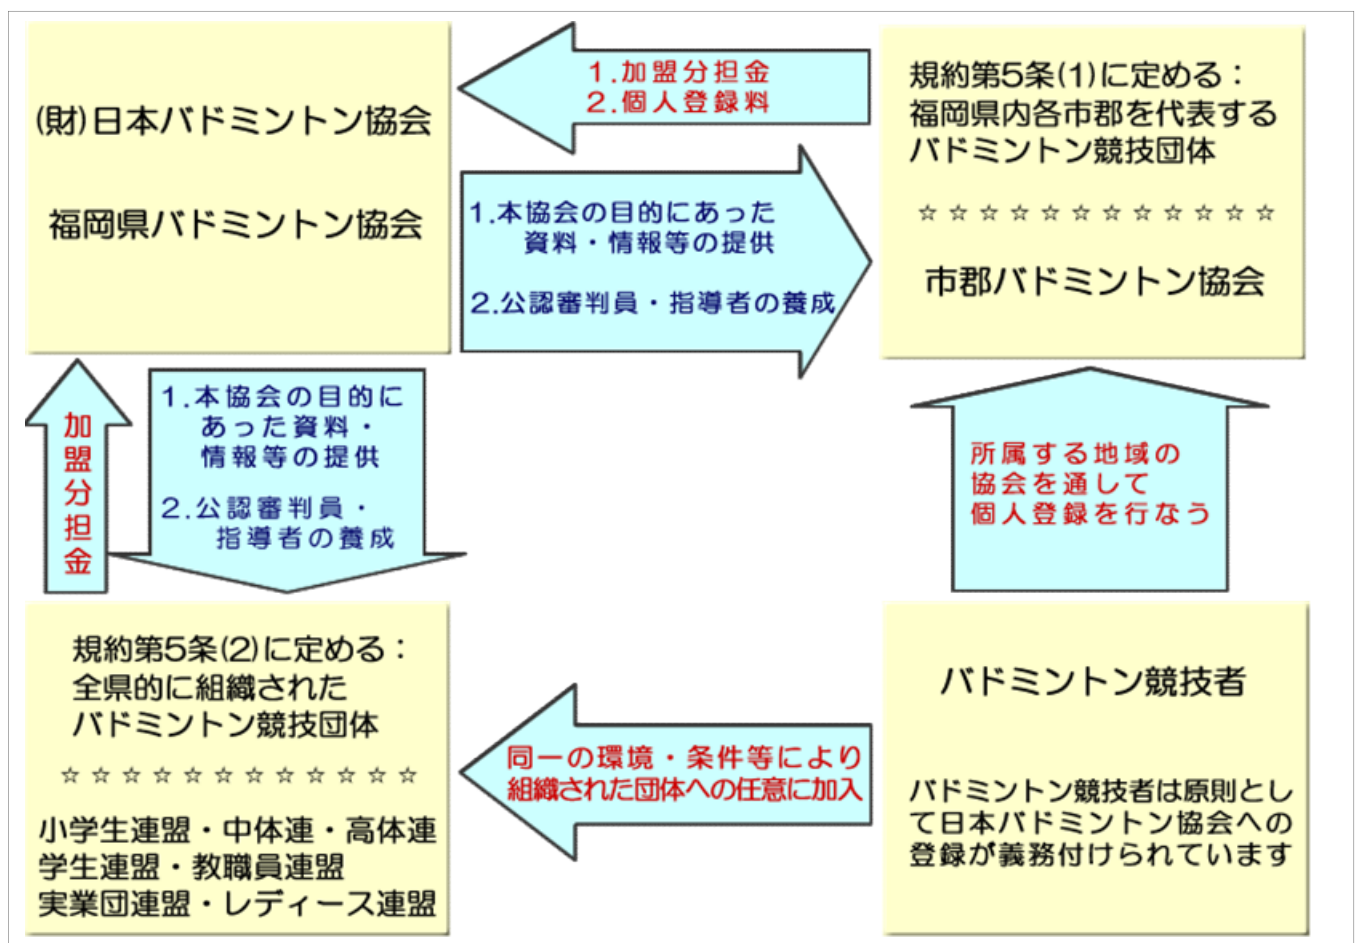 (財)日本バドミントン協会
福岡県バドミントン協会
1.加盟分担金
2.個人登録料
規約第5条(1)に定める：
福岡県内各市郡を代表する
バドミントン競技団体
☆☆☆☆☆☆☆☆☆☆☆☆
市郡バドミントン協会
1.本協会の目的にあった
資料・情報等の提供
2.公認審判員・指導者の養成
加盟分担金
1.本協会の目的に
あった資料・
情報等の提供
2.公認審判員・
指導者の養成
所属する地域の
協会を通して
個人登録を行なう
規約第5条(2)に定める：
全県的に組織された
バドミントン競技団体
☆☆☆☆☆☆☆☆☆☆☆☆
小学生連盟・中体連・高体連
学生連盟・教職員連盟
実業団連盟・レディース連盟
同一の環境・条件等により
組織された団体への任意に加入
バドミントン競技者
バドミントン競技者は原則とし
て日本バドミントン協会への
登録が義務付けられています